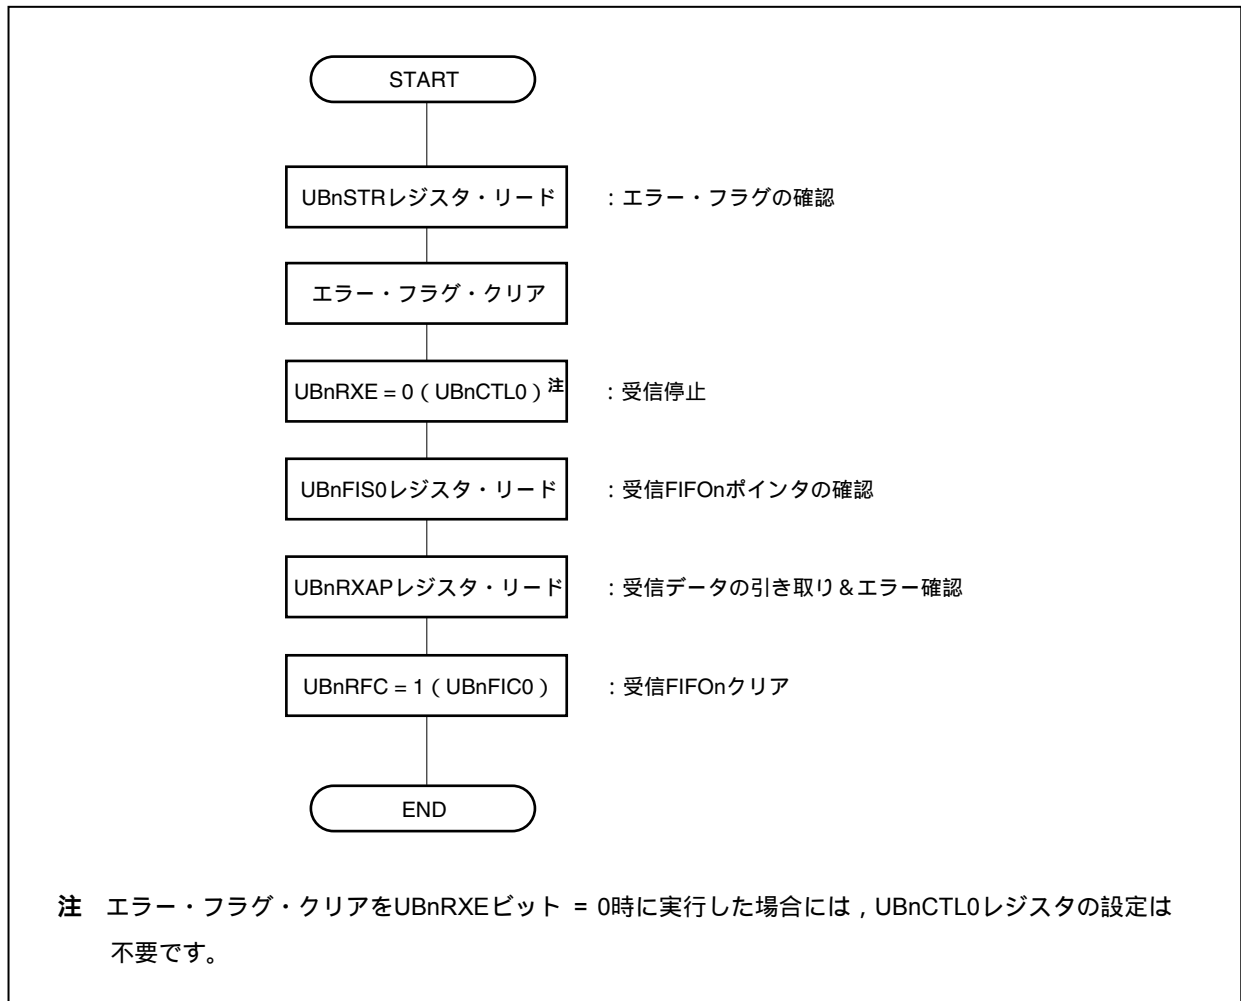 START
UBnSTRレジスタ・リード ：エラー・フラグの確認
エラー・フラグ・クリア
UBnRXE = 0（UBnCTL0）注 ：受信停止
UBnFIS0レジスタ・リード ：受信FIFOnポインタの確認
UBnRXAPレジスタ・リード ：受信データの引き取り＆エラー確認
UBnRFC = 1（UBnFIC0） ：受信FIFOnクリア
END
注 エラー・フラグ・クリアをUBnRXEビット = 0時に実行した場合には，UBnCTL0レジスタの設定は
不要です。